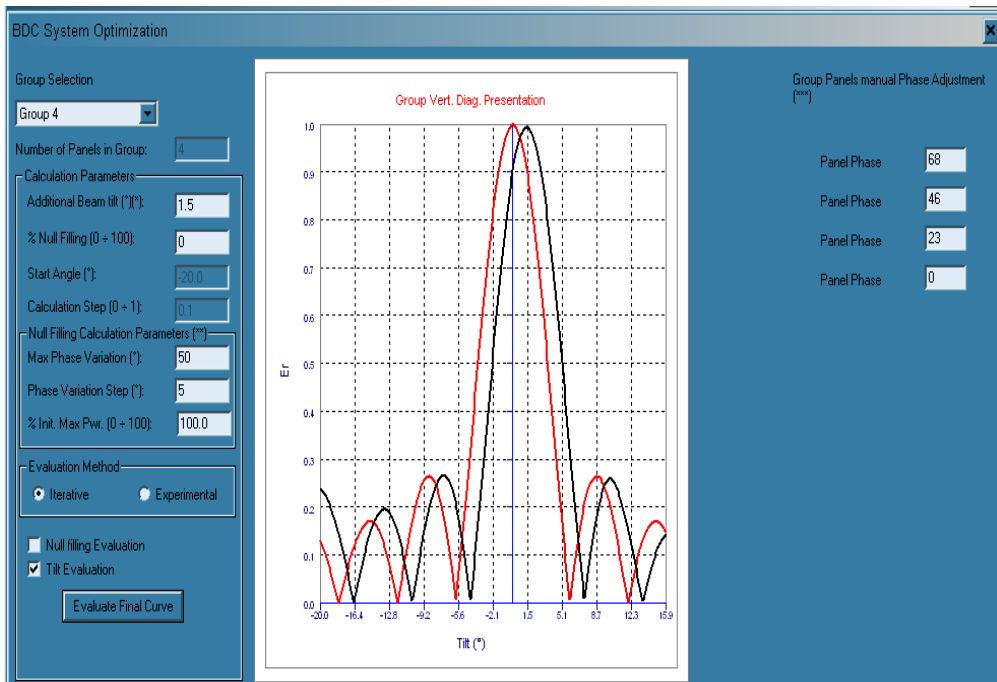 BDC System Optimization
Group Selection
Group 4
Number of Panels in Group: 4
Calculation Parameters
Additional Beam tilt (°)(*): 1.5
% Null Filling (0 ÷ 100): 0
Start Angle (°): -20.0
Calculation Step (0 ÷ 1): 0.1
Null Filling Calculation Parameters (**)
Max Phase Variation (°): 50
Phase Variation Step (°): 5
% Init. Max Pwr. (0 ÷ 100): 100.0
Evaluation Method
Iterative Experimental
Null filling Evaluation
Tilt Evaluation
Evaluate Final Curve
Group Vert. Diag. Presentation
1.0
0.9
0.8
0.7
0.6
0.5
0.4
0.3
0.2
0.1
0.0
Er
-20.0 -16.4 -12.8 -9.2 -5.6 -2.1 1.5 5.1 8.7 12.3 15.9
Tilt (°)
Group Panels manual Phase Adjustment
(***)
Panel Phase 68
Panel Phase 46
Panel Phase 23
Panel Phase 0